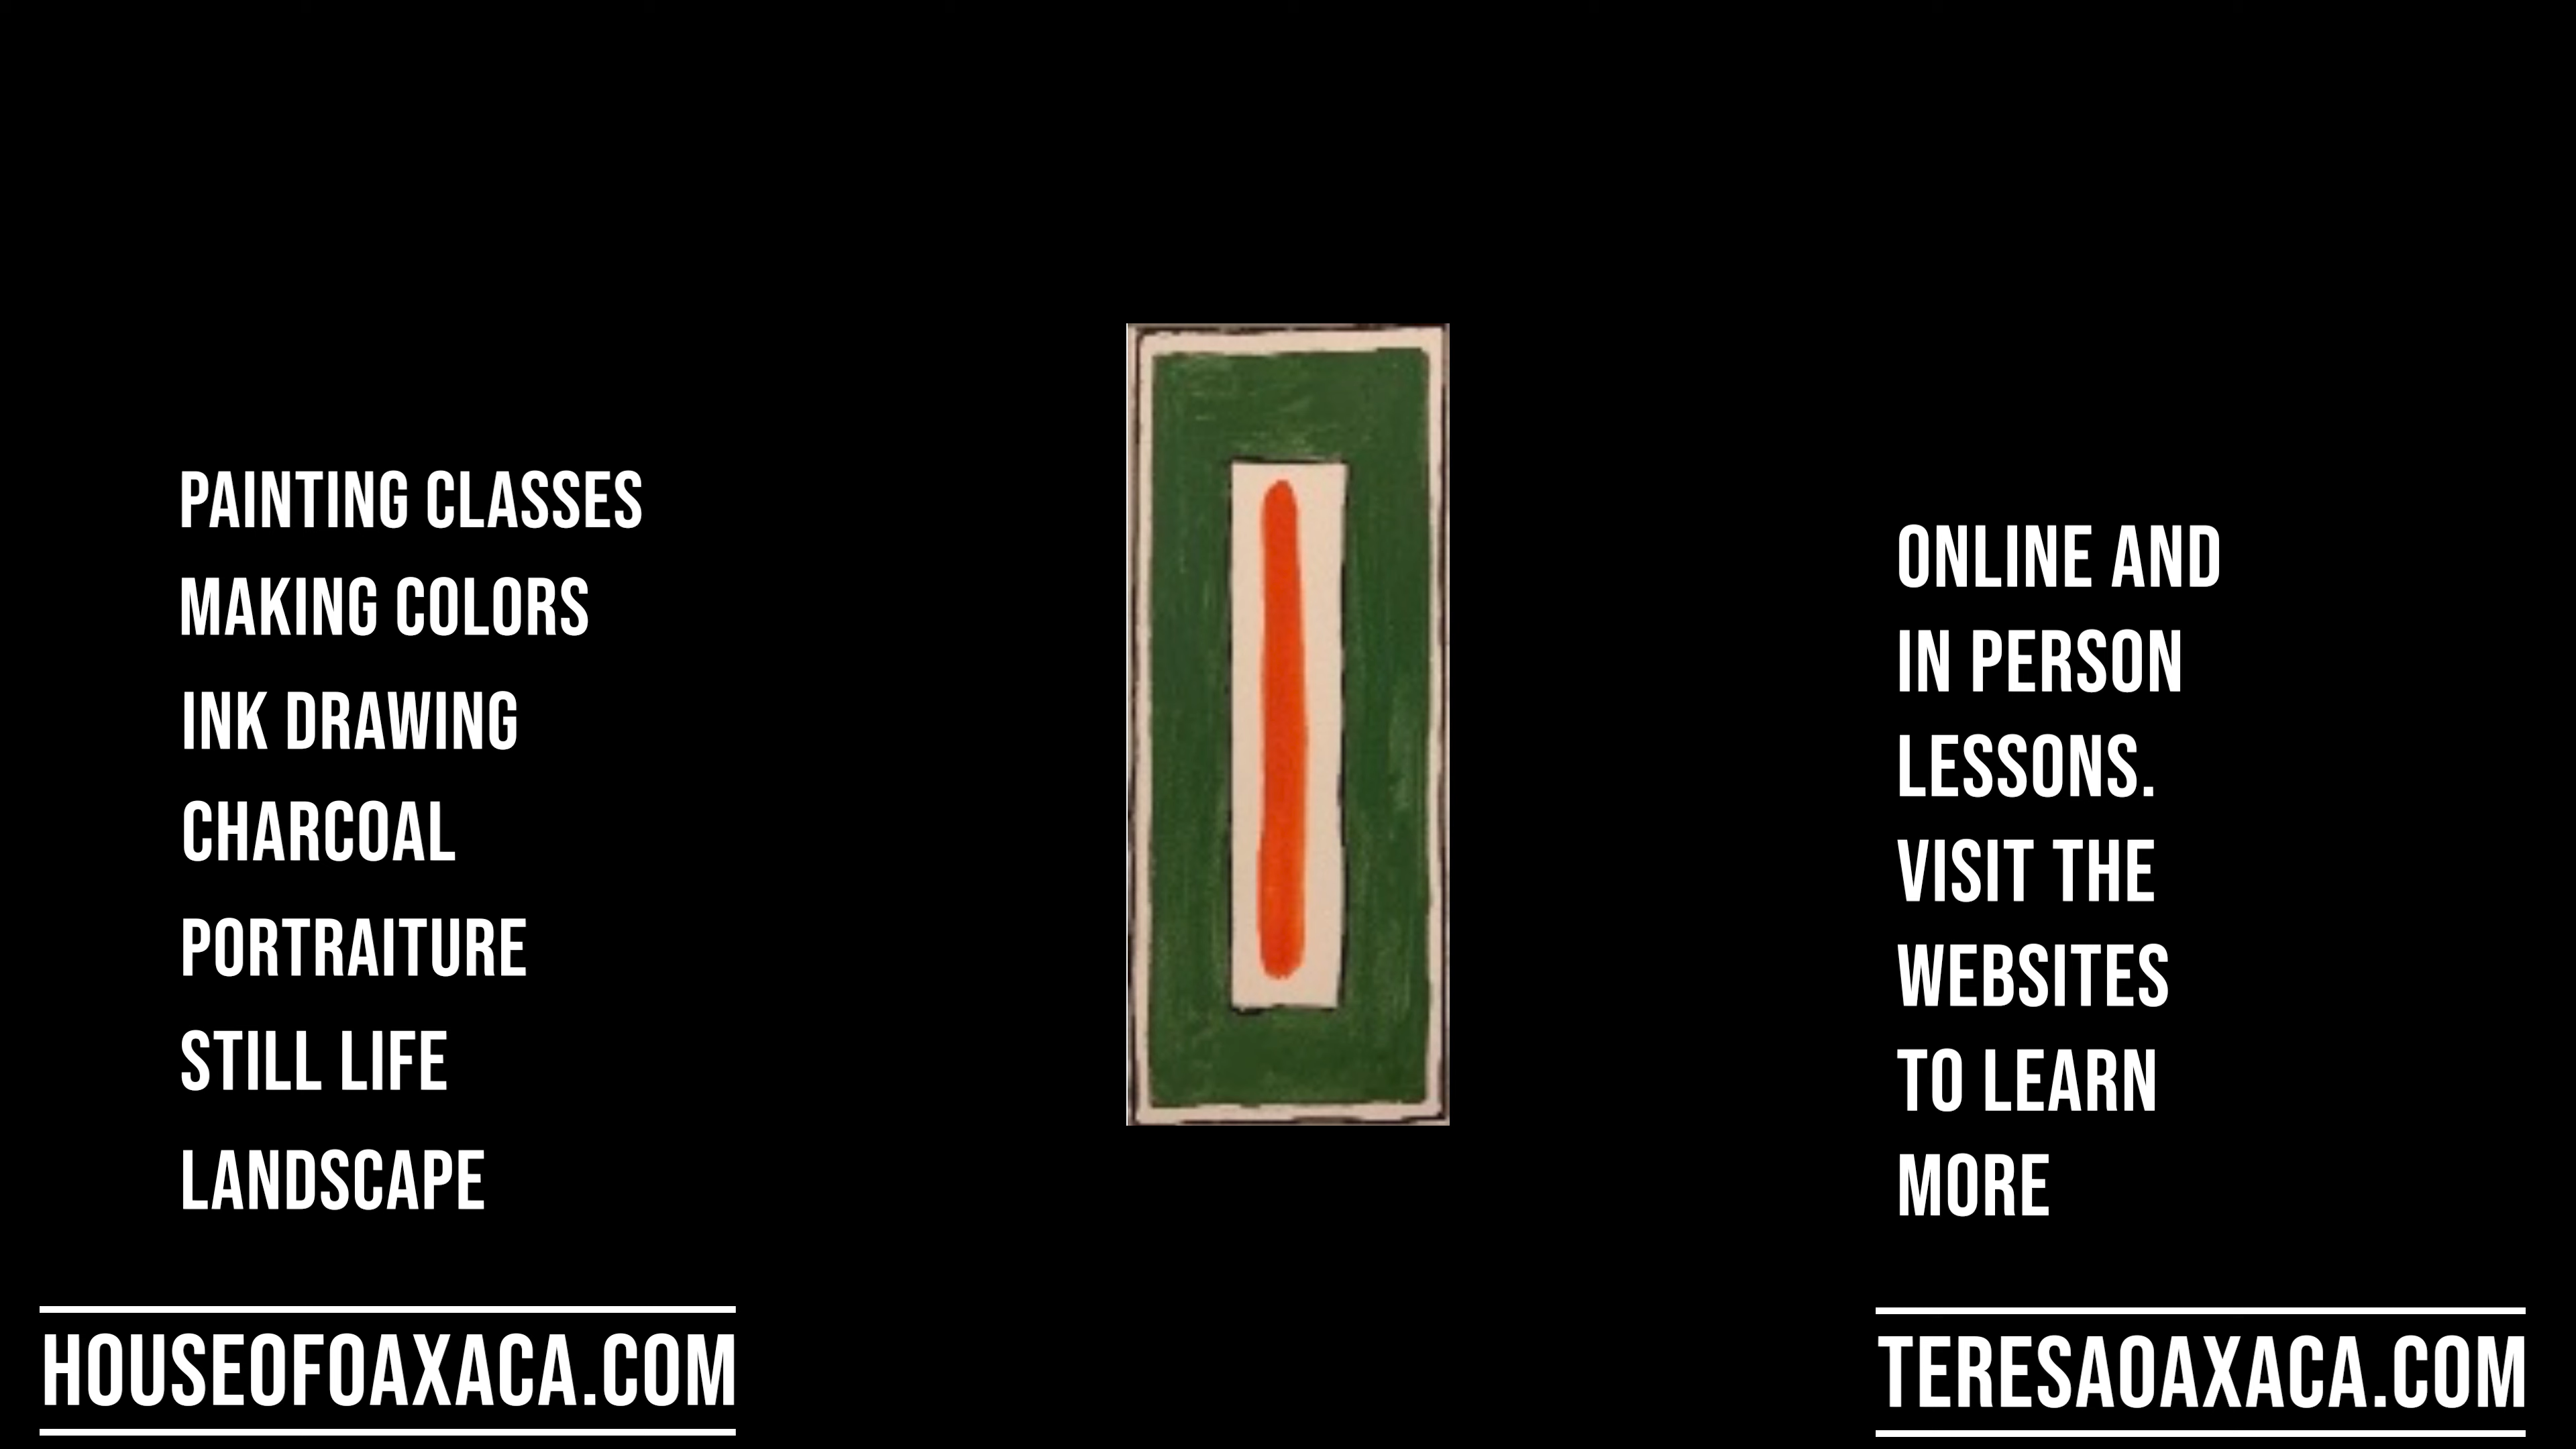 PAINTING CLASSES
MAKING COLORS
INK DRAWING
CHARCOAL
PORTRAITURE
STILL LIFE
LANDSCAPE
HOUSEOFOAXACA.COM
ONLINE AND
IN PERSON
LESSONS.
VISIT THE
WEBSITES
TO LEARN
MORE
TERESAOAXACA.COM